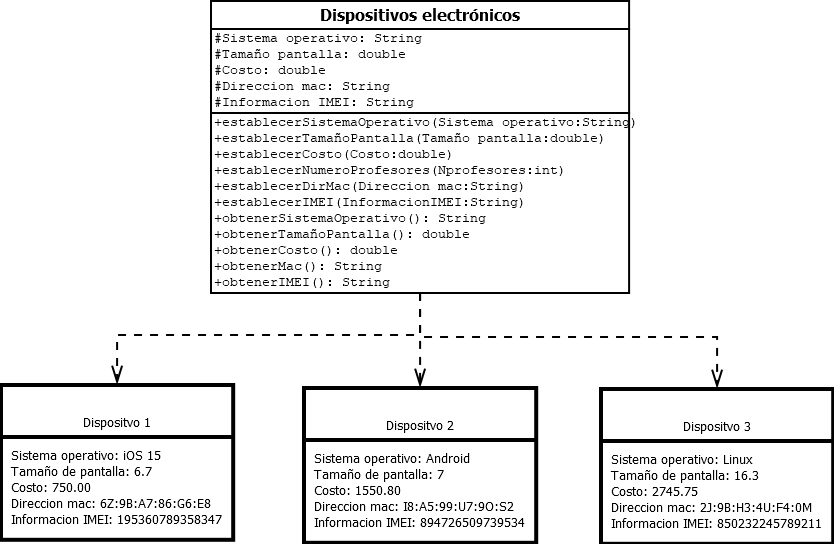 Dispositivos electrónicos
#Sistema operativo: String
#Tamaño pantalla: double
#Costo: double
#Direccion mac: String
#Informacion IMEI: String
+establecerSistemaOperativo(Sistema operativo:String)
+establecerTamañoPantalla(Tamaño pantalla:double)
+establecerCosto(Costo:double)
+establecerNumeroProfesores(Nprofesores:int)
+establecerDirMac(Direccion mac:String)
+establecerIMEI(InformacionIMEI:String)
+obtenerSistemaOperativo(): String
+obtenerTamañoPantalla(): double
+obtenerCosto(): double
+obtenerMac(): String
+obtenerIMEI(): String
Dispositvo 1
Sistema operativo: iOS 15
Tamaño de pantalla: 6.7
Costo: 750.00
Direccion mac: 6Z:9B:A7:86:G6:E8
Informacion IMEI: 195360789358347
Dispositvo 2
Sistema operativo: Android
Tamaño de pantalla: 7
Costo: 1550.80
Direccion mac: I8:A5:99:U7:9O:S2
Informacion IMEI: 894726509739534
Dispositvo 3
Sistema operativo: Linux
Tamaño de pantalla: 16.3
Costo: 2745.75
Direccion mac: 2J:9B:H3:4U:F4:0M
Informacion IMEI: 850232245789211